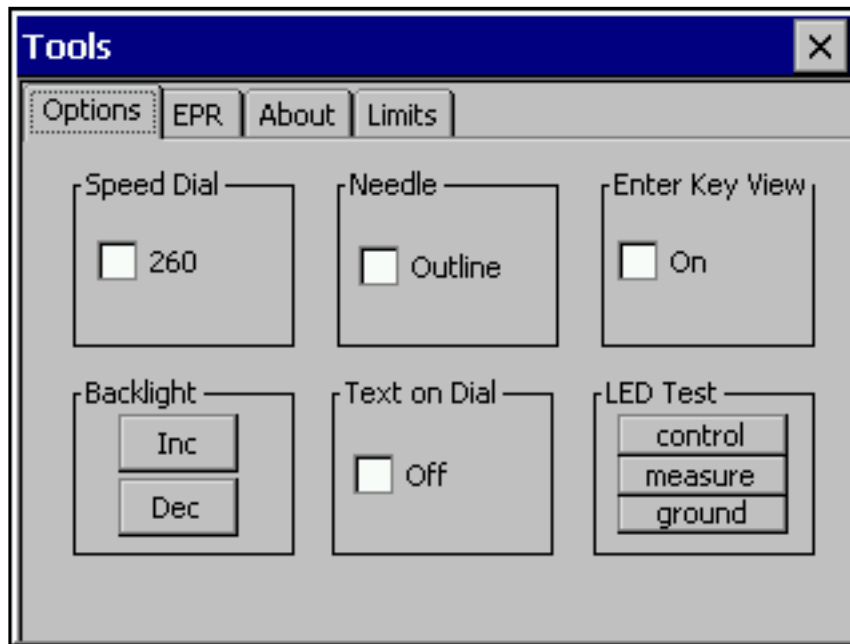 Tools
Options EPR About Limits
Speed Dial Needle Enter Key View
260 Outline On
Backlight Text on Dial LED Test
Inc
Dec
Off
control
measure
ground